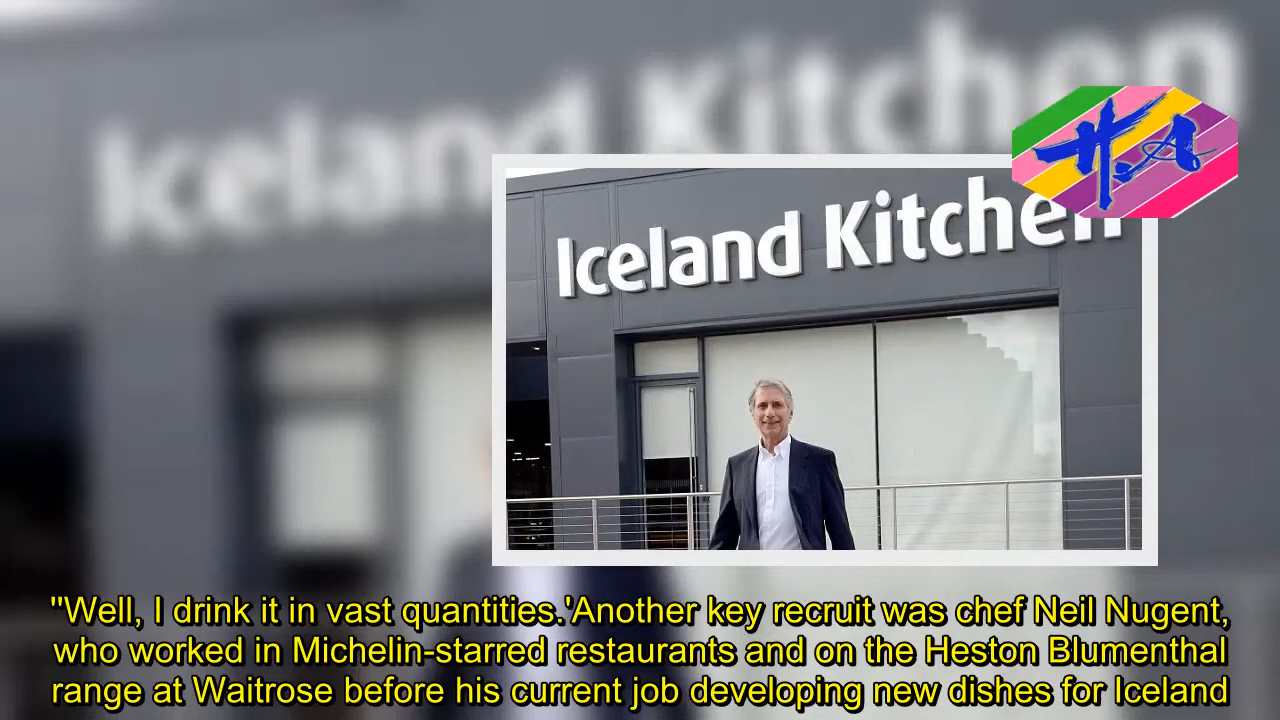 Iceland Kitchen
H.A
Iceland Kitchen
"Well, I drink it in vast quantities.'Another key recruit was chef Neil Nugent,
who worked in Michelin-starred restaurants and on the Heston Blumenthal
range at Waitrose before his current job developing new dishes for Iceland